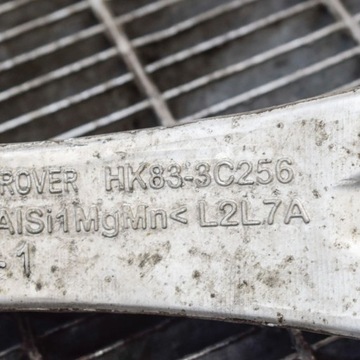 ROVER HK83-3C256
AlSi1MgMn< L2L7A
- 1